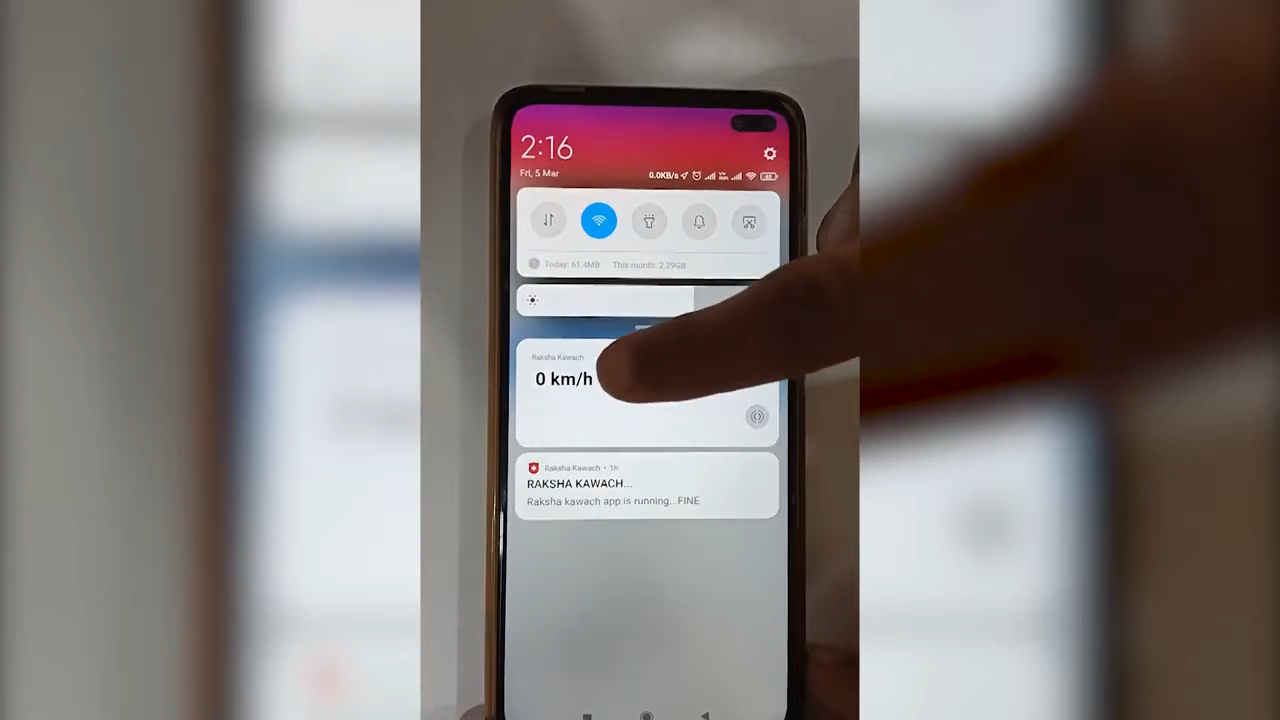 2:16
Fri, 5 Mar
0.0KB/s
Today: 61.4MB This month: 2.29GB
Raksha Kawach
0 km/h
Raksha Kawach • 1h
RAKSHA KAWACH...
Raksha kawach app is running...FINE